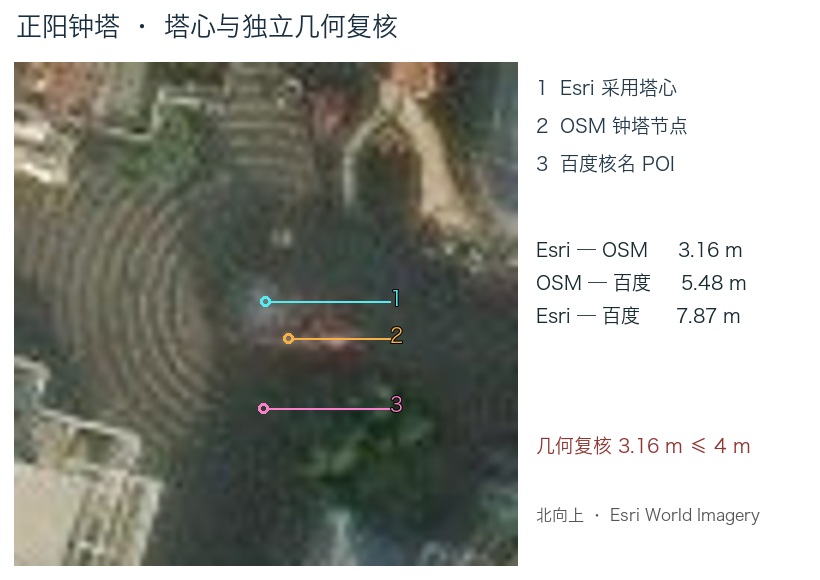 正阳钟塔 · 塔心与独立几何复核
1 Esri 采用塔心
2 OSM 钟塔节点
3 百度核名 POI
Esri — OSM 3.16 m
OSM — 百度 5.48 m
Esri — 百度 7.87 m
1
2
3
几何复核 3.16 m ≤ 4 m
北向上 · Esri World Imagery